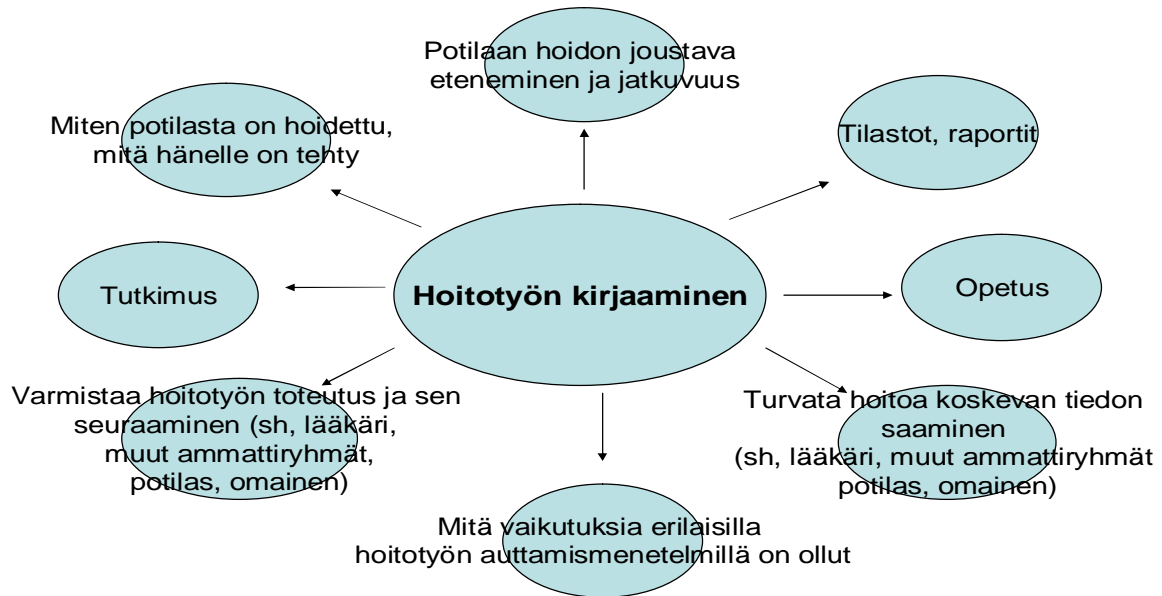 Potilaan hoidon joustava
eteneminen ja jatkuvuus
Miten potilasta on hoidettu,
mitä hänelle on tehty
Tilastot, raportit
Tutkimus
Hoitotyön kirjaaminen
Opetus
Varmistaa hoitotyön toteutus ja sen
seuraaminen (sh, lääkäri,
muut ammattiryhmät,
potilas, omainen)
Turvata hoitoa koskevan tiedon
saaminen
(sh, lääkäri, muut ammattiryhmät
potilas, omainen)
Mitä vaikutuksia erilaisilla
hoitotyön auttamismenetelmillä on ollut